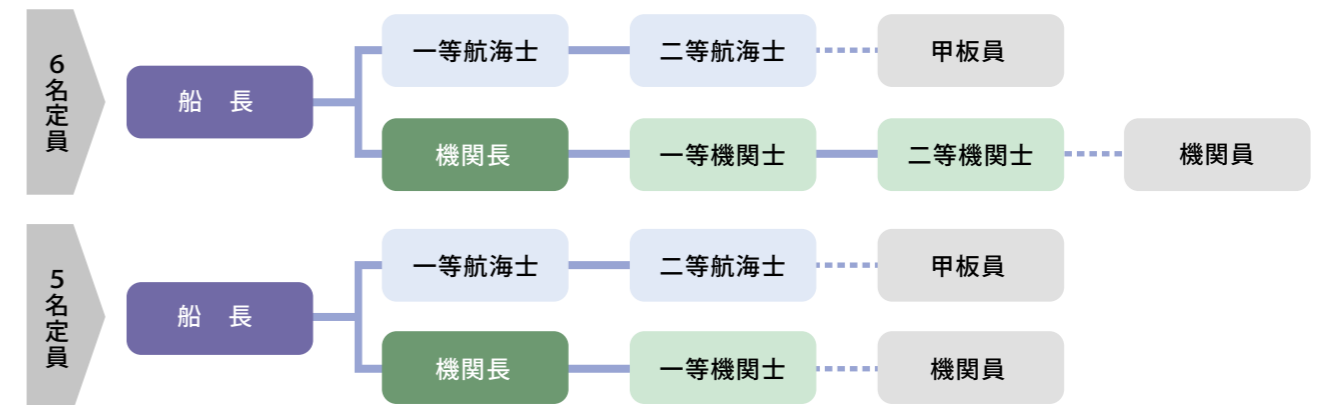 6名定員
船　長
一等航海士
二等航海士
甲板員
機関長
一等機関士
二等機関士
機関員
5名定員
船　長
一等航海士
二等航海士
甲板員
機関長
一等機関士
機関員